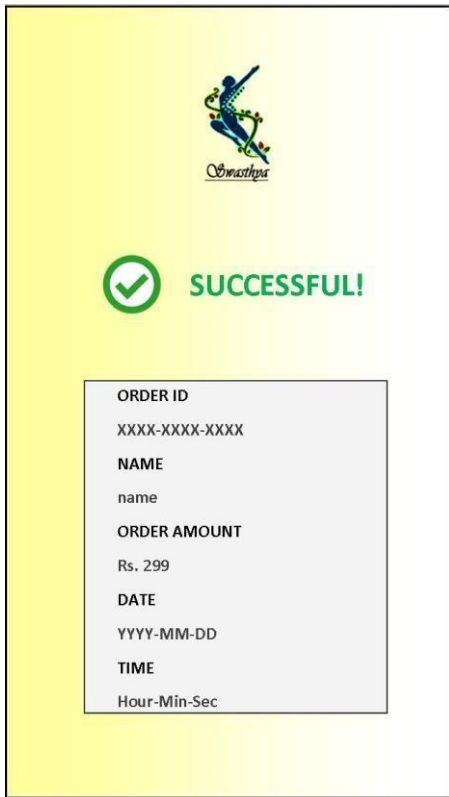 Swasthya
SUCCESSFUL!
ORDER ID
XXXX-XXXX-XXXX
NAME
name
ORDER AMOUNT
Rs. 299
DATE
YYYY-MM-DD
TIME
Hour-Min-Sec